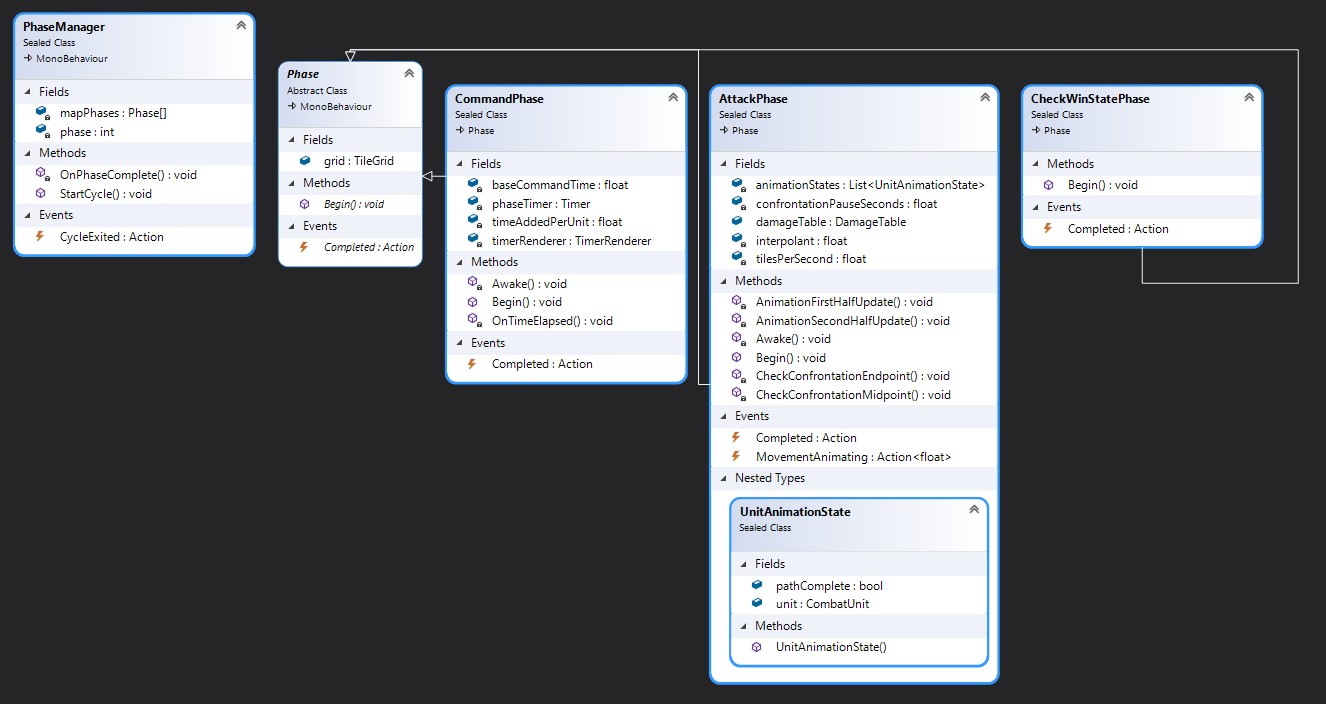 PhaseManager
Sealed Class
MonoBehaviour
Fields
mapPhases : Phase[]
phase : int
Methods
OnPhaseComplete() : void
StartCycle() : void
Events
CycleExited : Action
Phase
Abstract Class
MonoBehaviour
Fields
grid : TileGrid
Methods
Begin() : void
Events
Completed : Action
CommandPhase
Sealed Class
Phase
Fields
baseCommandTime : float
phaseTimer : Timer
timeAddedPerUnit : float
timerRenderer : TimerRenderer
Methods
Awake() : void
Begin() : void
OnTimeElapsed() : void
Events
Completed : Action
AttackPhase
Sealed Class
Phase
Fields
animationStates : List<UnitAnimationState>
confrontationPauseSeconds : float
damageTable : DamageTable
interpolant : float
tilesPerSecond : float
Methods
AnimationFirstHalfUpdate() : void
AnimationSecondHalfUpdate() : void
Awake() : void
Begin() : void
CheckConfrontationEndpoint() : void
CheckConfrontationMidpoint() : void
Events
Completed : Action
MovementAnimating : Action<float>
Nested Types
UnitAnimationState
Sealed Class
Fields
pathComplete : bool
unit : CombatUnit
Methods
UnitAnimationState()
CheckWinStatePhase
Sealed Class
Phase
Methods
Begin() : void
Events
Completed : Action